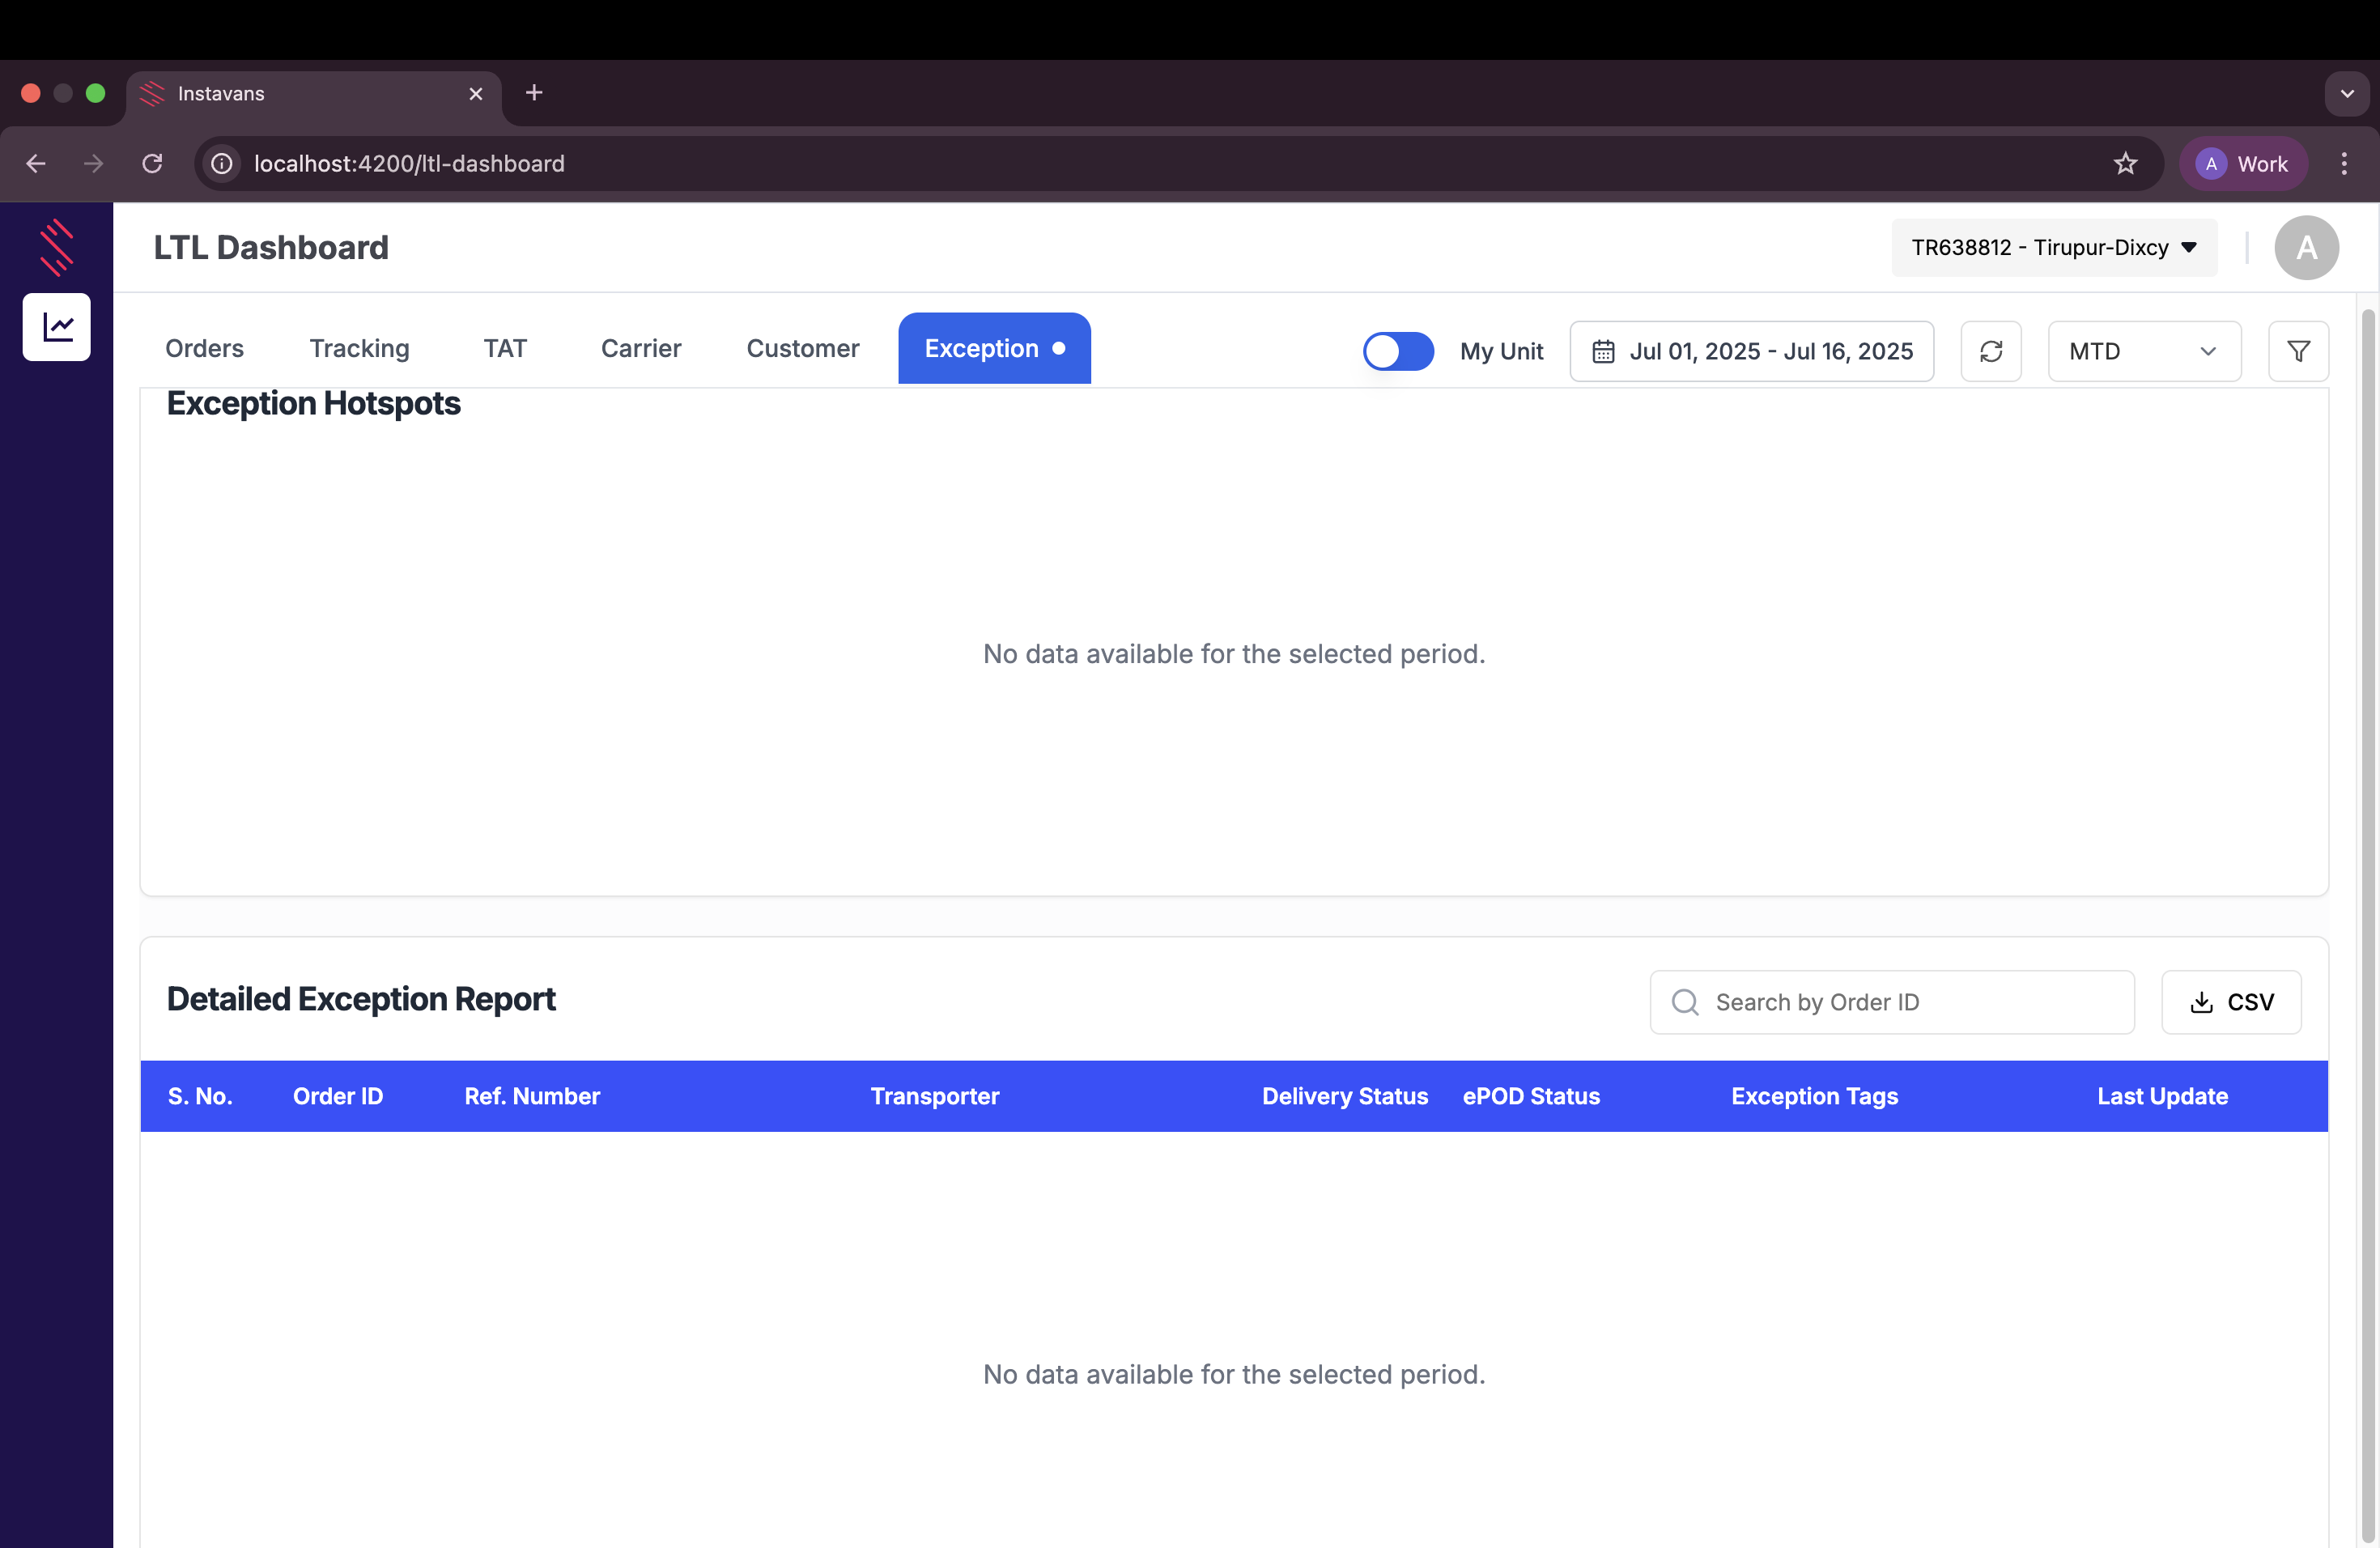 Instavans
localhost:4200/ltl-dashboard
A Work
LTL Dashboard
TR638812 - Tirupur-Dixcy
A
Orders Tracking TAT Carrier Customer Exception My Unit Jul 01, 2025 - Jul 16, 2025 MTD
Exception Hotspots
No data available for the selected period.
Detailed Exception Report
Search by Order ID
CSV
S. No. Order ID Ref. Number Transporter Delivery Status ePOD Status Exception Tags Last Update
No data available for the selected period.